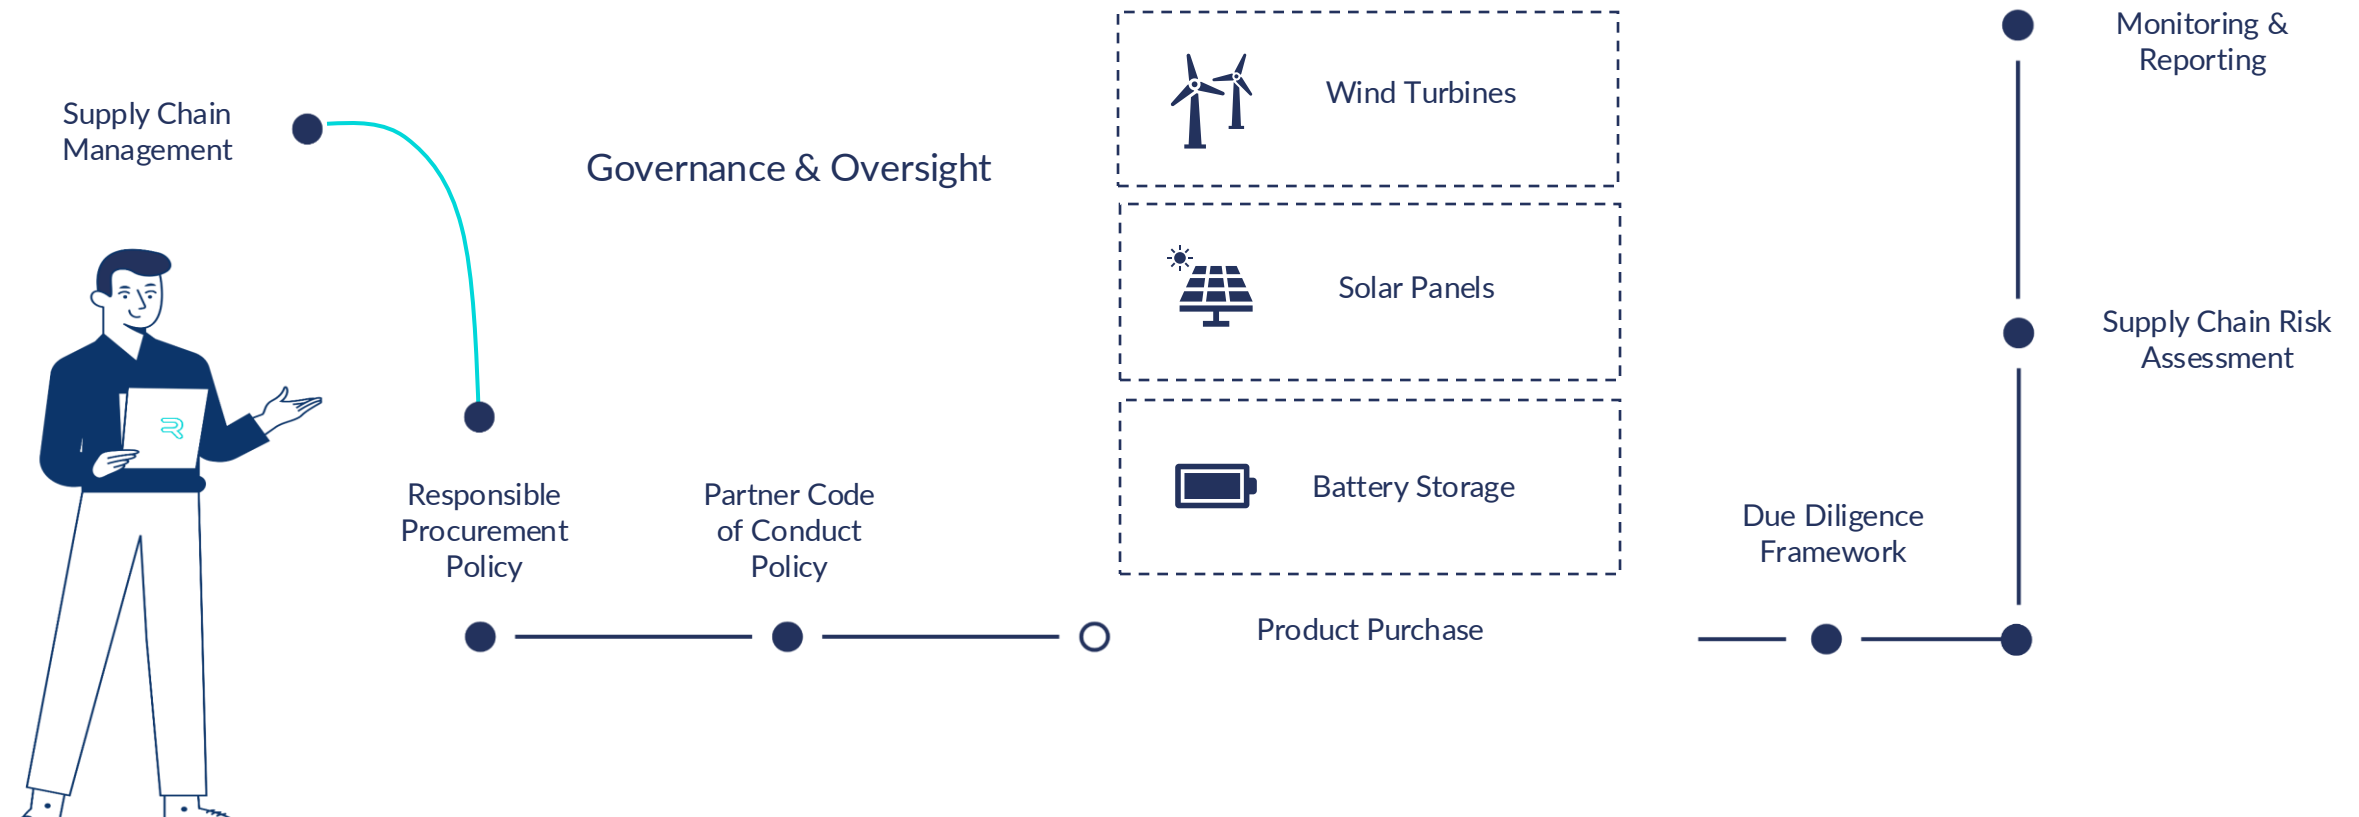 Supply Chain
Management
Governance & Oversight
Responsible
Procurement
Policy
Partner Code
of Conduct
Policy
Wind Turbines
Solar Panels
Battery Storage
Product Purchase
Due Diligence
Framework
Monitoring &
Reporting
Supply Chain Risk
Assessment